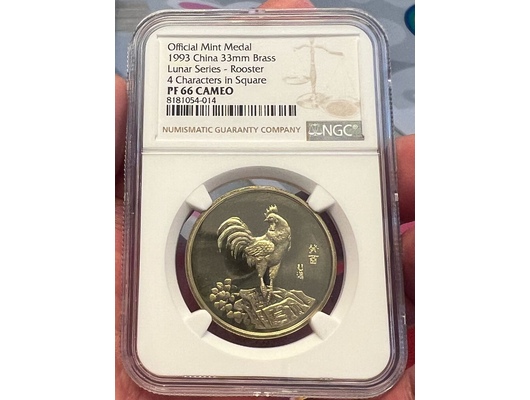 Official Mint Medal
1993 China 33mm Brass
Lunar Series - Rooster
4 Characters in Square
PF 66 CAMEO
8181054-014
NUMISMATIC GUARANTY COMPANY
NGC®
癸酉